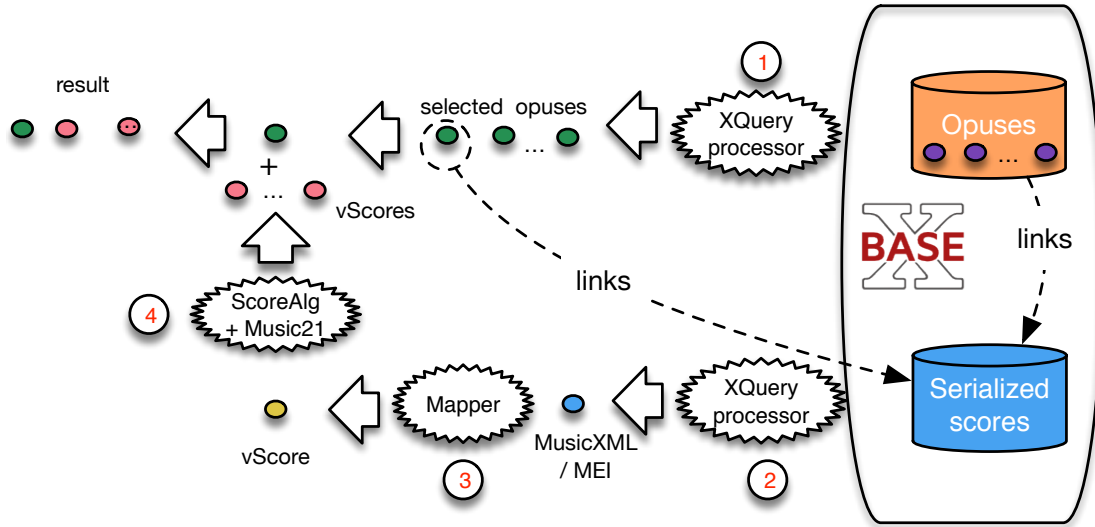 1
result
selected opuses
XQuery
processor
Opuses
...
...
+
...
vScores
X
BASE
links
links
4
ScoreAlg
+ Music21
Serialized
scores
XQuery
processor
Mapper
MusicXML
/ MEI
vScore
3
2